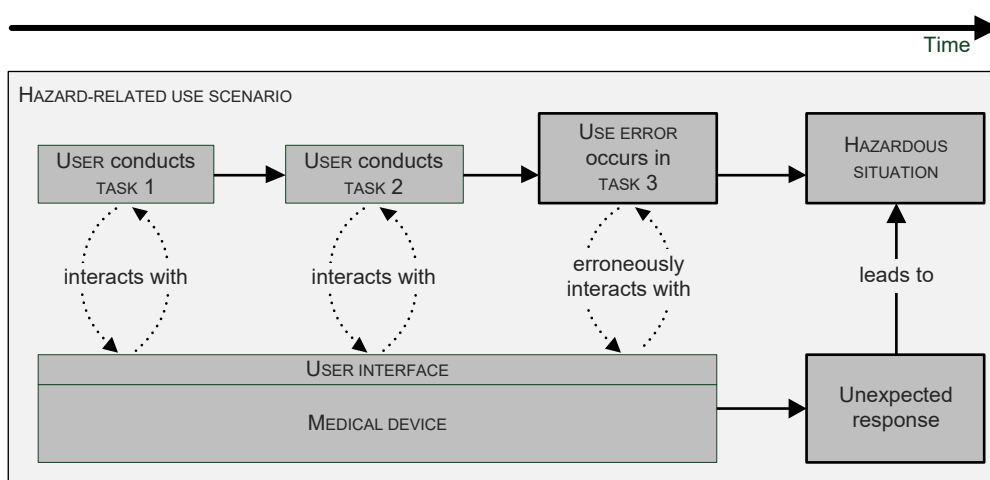 Time
HAZARD-RELATED USE SCENARIO
USER conducts
TASK 1
USER conducts
TASK 2
USE ERROR
occurs in
TASK 3
HAZARDOUS
SITUATION
interacts with
interacts with
erroneously
interacts with
leads to
USER INTERFACE
MEDICAL DEVICE
Unexpected
response